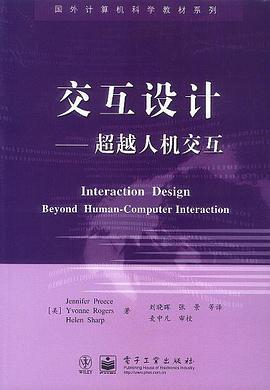 国外计算机科学教材系列
交互设计
——超越人机交互
Interaction Design
Beyond Human-Computer Interaction
Jennifer Preece
[美] Yvonne Rogers 著
Helen Sharp
刘晓晖 张 景 等译
麦中凡 审校
WILEY
电子工业出版社
Publishing House of Electronics Industry